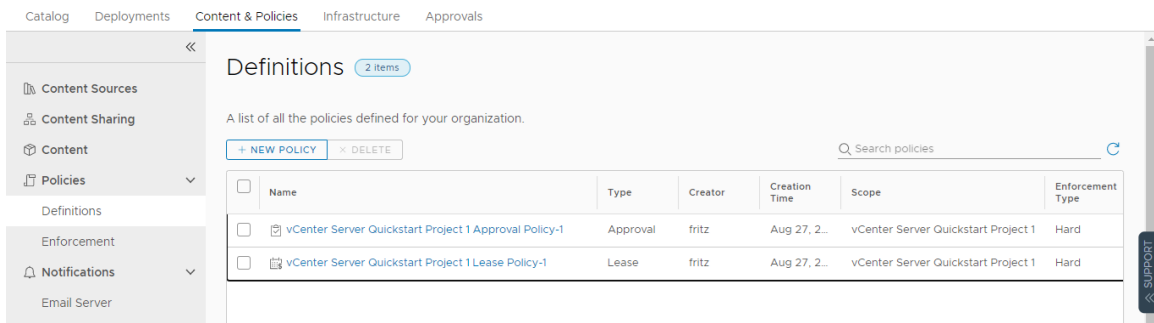 Catalog Deployments Content & Policies Infrastructure Approvals
Content Sources
Content Sharing
Content
Policies
Definitions
Enforcement
Notifications
Email Server
Definitions 2 items
A list of all the policies defined for your organization.
+ NEW POLICY × DELETE Search policies
Name Type Creator Creation Time Scope Enforcement Type
vCenter Server Quickstart Project 1 Approval Policy-1 Approval fritz Aug 27, 2... vCenter Server Quickstart Project 1 Hard
vCenter Server Quickstart Project 1 Lease Policy-1 Lease fritz Aug 27, 2... vCenter Server Quickstart Project 1 Hard
SUPPORT